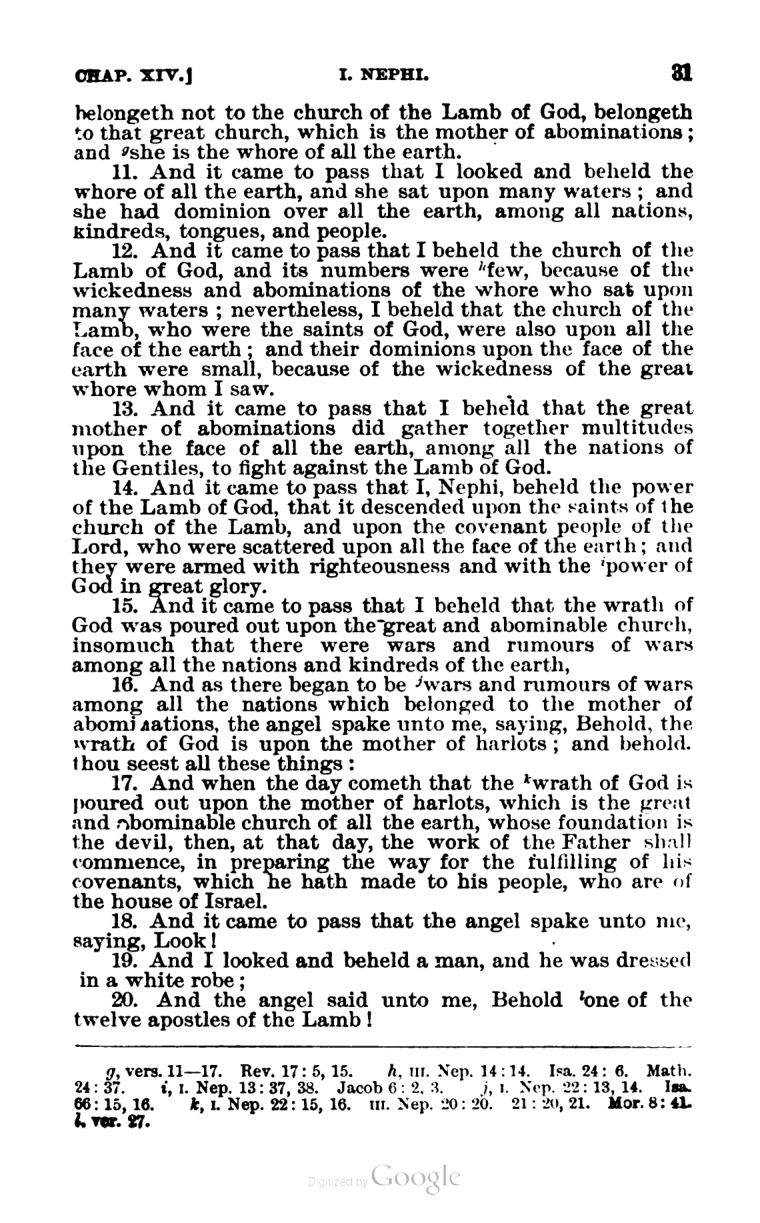 CHAP. XIV.] I. NEPHI. 31
belongeth not to the church of the Lamb of God, belongeth
to that great church, which is the mother of abominations;
and gshe is the whore of all the earth.
11. And it came to pass that I looked and beheld the
whore of all the earth, and she sat upon many waters; and
she had dominion over all the earth, among all nations,
kindreds, tongues, and people.
12. And it came to pass that I beheld the church of the
Lamb of God, and its numbers were hfew, because of the
wickedness and abominations of the whore who sat upon
many waters; nevertheless, I beheld that the church of the
Lamb, who were the saints of God, were also upon all the
face of the earth; and their dominions upon the face of the
earth were small, because of the wickedness of the great
whore whom I saw.
13. And it came to pass that I beheld that the great
mother of abominations did gather together multitudes
upon the face of all the earth, among all the nations of
the Gentiles, to fight against the Lamb of God.
14. And it came to pass that I, Nephi, beheld the power
of the Lamb of God, that it descended upon the saints of the
church of the Lamb, and upon the covenant people of the
Lord, who were scattered upon all the face of the earth; and
they were armed with righteousness and with the ipower of
God in great glory.
15. And it came to pass that I beheld that the wrath of
God was poured out upon the great and abominable church,
insomuch that there were wars and rumours of wars
among all the nations and kindreds of the earth,
16. And as there began to be jwars and rumours of wars
among all the nations which belonged to the mother of
abominations, the angel spake unto me, saying, Behold, the
wrath of God is upon the mother of harlots; and behold.
thou seest all these things:
17. And when the day cometh that the kwrath of God is
poured out upon the mother of harlots, which is the great
and abominable church of all the earth, whose foundation is
the devil, then, at that day, the work of the Father shall
commence, in preparing the way for the fulfilling of his
covenants, which he hath made to his people, who are of
the house of Israel.
18. And it came to pass that the angel spake unto me,
saying, Look!
19. And I looked and beheld a man, and he was dressed
in a white robe;
20. And the angel said unto me, Behold lone of the
twelve apostles of the Lamb!
g, vers. 11—17. Rev. 17: 5, 15. h, III. Nep. 14: 14. Isa. 24: 6. Math.
24: 37. i, I. Nep. 13: 37, 38. Jacob 6: 2, 3. j, I. Nep. 22: 13, 14. Isa.
66: 15, 16. k, I. Nep. 22: 15, 16. III. Nep. 20: 20. 21: 20, 21. Mor. 8: 41.
l, ver. 27.
Digitized by Google